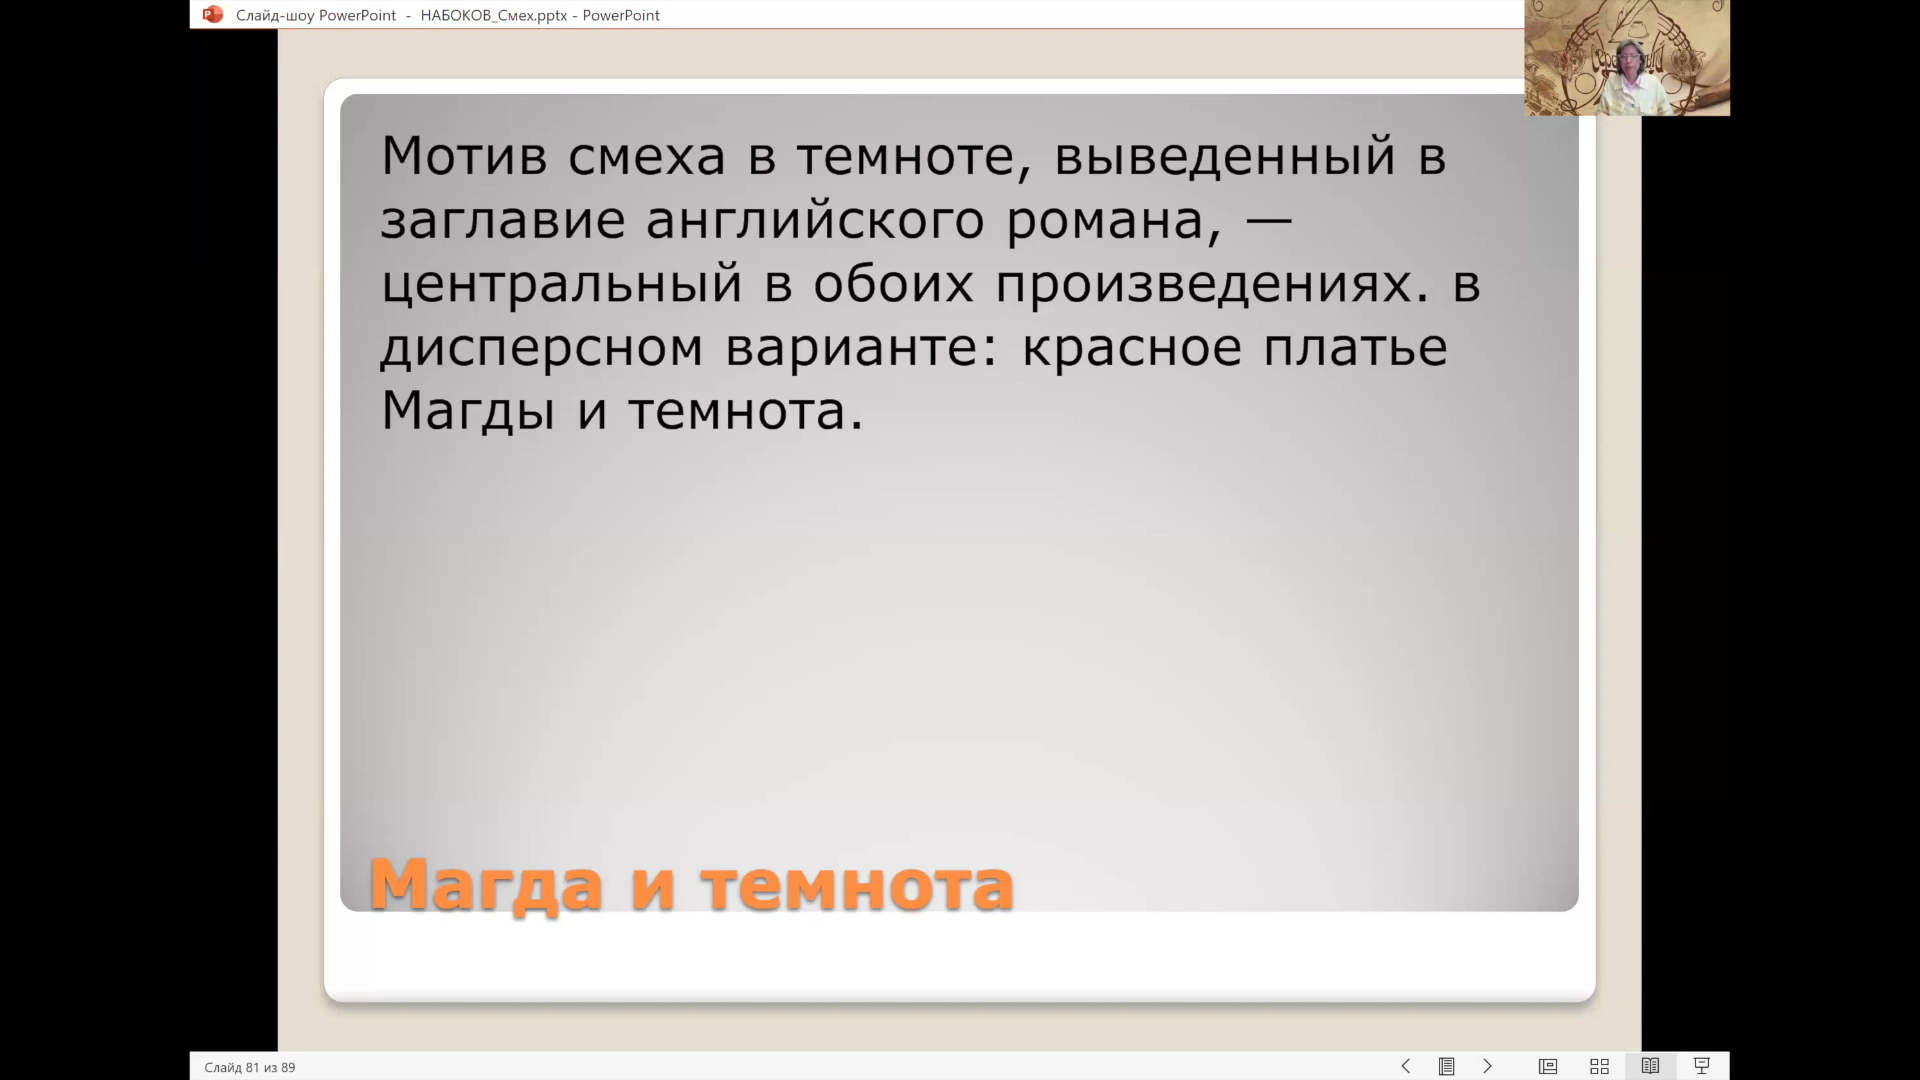 Слайд-шоу PowerPoint - НАБОКОВ_Смех.pptx - PowerPoint
Мотив смеха в темноте, выведенный в
заглавие английского романа, —
центральный в обоих произведениях. в
дисперсном варианте: красное платье
Магды и темнота.
Магда и темнота
Слайд 81 из 89